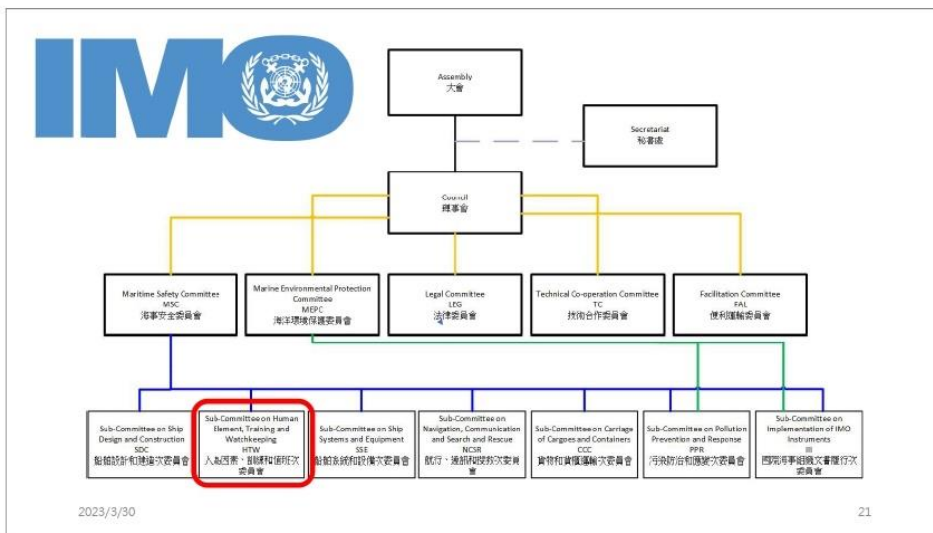 IMO
Assembly
大會
Secretariat
秘書處
Council
理事會
Maritime Safety Committee
MSC
海事安全委員會
Marine Environmental Protection
Committee
MEPC
海洋環境保護委員會
Legal Committee
LEG
法律委員會
Technical Co-operation Committee
TC
技術合作委員會
Facilitation Committee
FAL
便利運輸委員會
Sub-Committee on Ship
Design and Construction
SDC
船舶設計和建造次委員會
Sub-Committee on Human
Element, Training and
Watchkeeping
HTW
人為因素、訓練和值班次
委員會
Sub-Committee on Ship
Systems and Equipment
SSE
船舶系統和設備次委員會
Sub-Committee on
Navigation, Communication
and Search and Rescue
NCSR
航行、通訊和搜救次委員
會
Sub-Committee on Carriage
of Cargoes and Containers
CCC
貨物和貨櫃運輸次委員會
Sub-Committee on Pollution
Prevention and Response
PPR
污染防治和應變次委員會
Sub-Committee on
Implementation of IMO
Instruments
III
國際海事組織文書履行次
委員會
2023/3/30
21